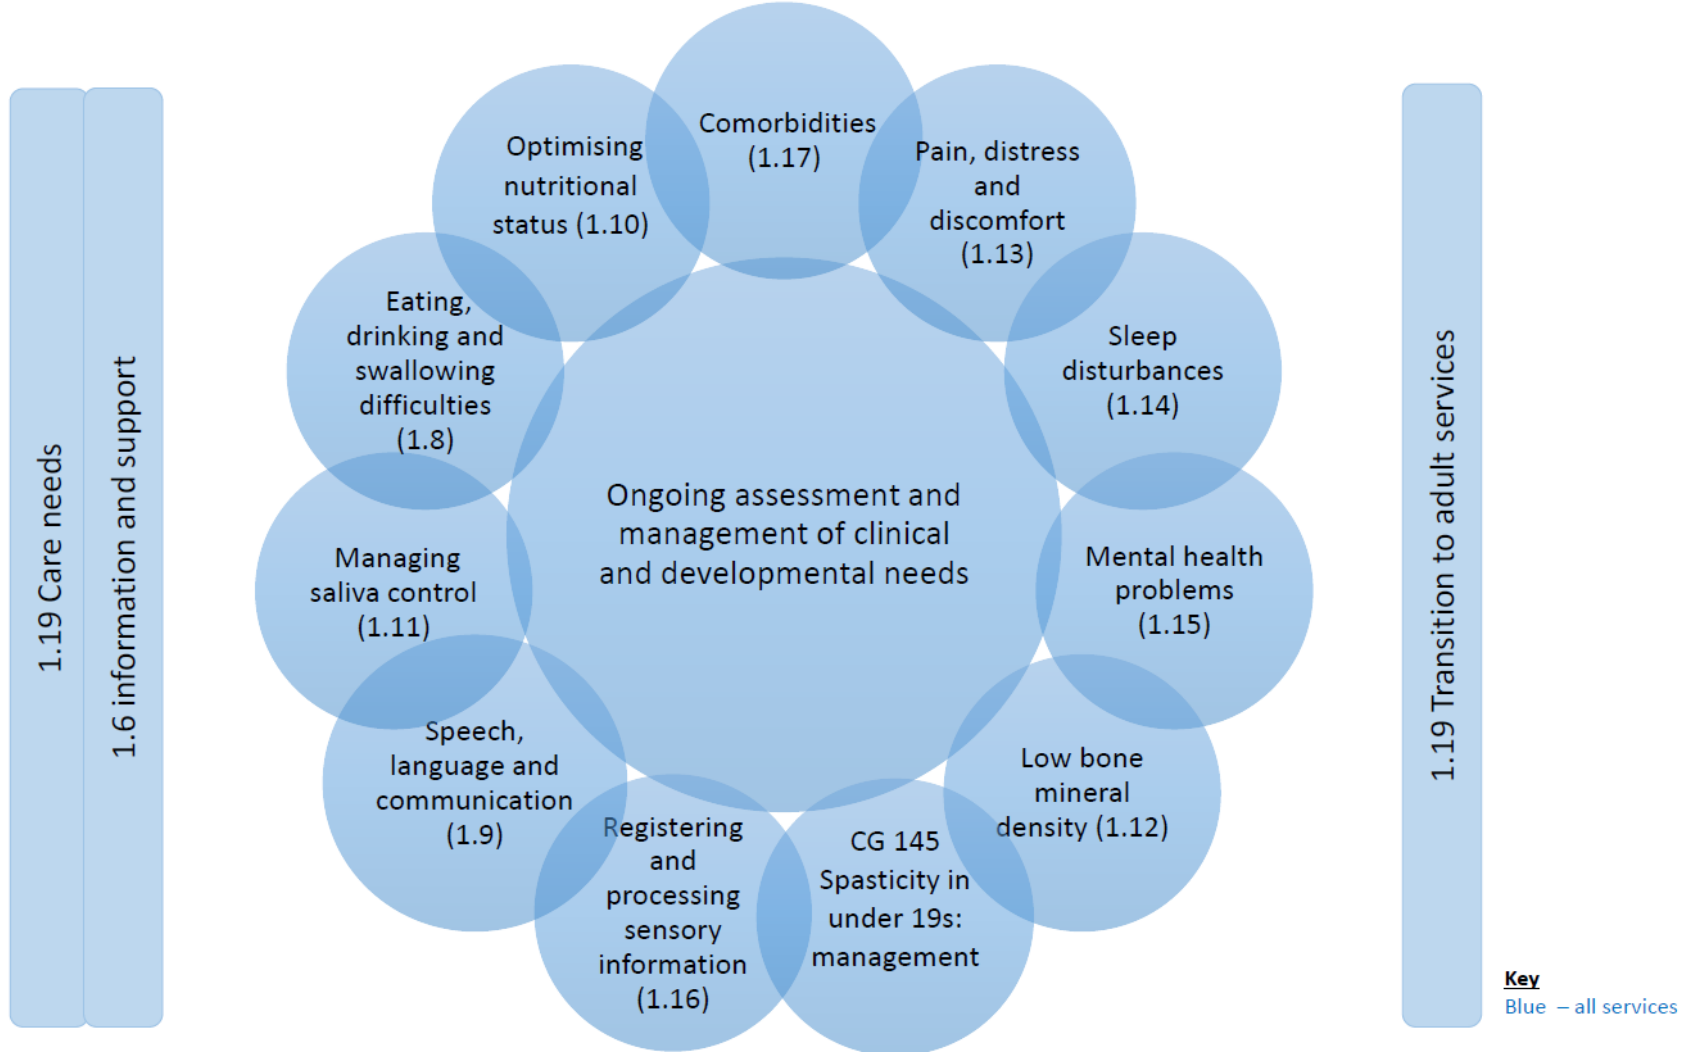 1.19 Care needs
1.6 information and support
Comorbidities
(1.17)
Pain, distress
and
discomfort
(1.13)
Sleep
disturbances
(1.14)
Mental health
problems
(1.15)
Low bone
mineral
density (1.12)
CG 145
Spasticity in
under 19s:
management
Registering
and
processing
sensory
information
(1.16)
Speech,
language and
communication
(1.9)
Managing
saliva control
(1.11)
Eating,
drinking and
swallowing
difficulties
(1.8)
Optimising
nutritional
status (1.10)
Ongoing assessment and
management of clinical
and developmental needs
1.19 Transition to adult services
Key
Blue – all services